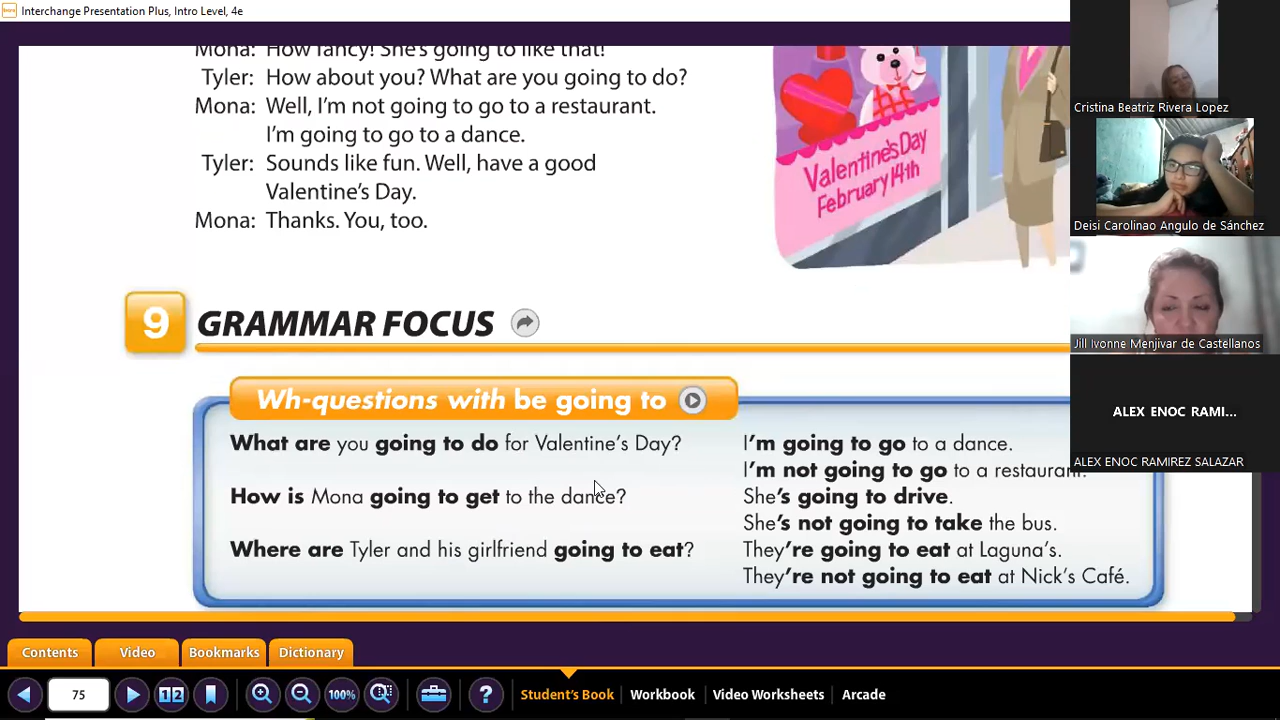 Interchange Presentation Plus, Intro Level, 4e
Mona: How fancy! She's going to like that!
Tyler: How about you? What are you going to do?
Mona: Well, I'm not going to go to a restaurant.
I'm going to go to a dance.
Tyler: Sounds like fun. Well, have a good
Valentine's Day.
Mona: Thanks. You, too.
Valentine's Day
February 14th
9 GRAMMAR FOCUS
Wh-questions with be going to
What are you going to do for Valentine's Day?
How is Mona going to get to the dance?
Where are Tyler and his girlfriend going to eat?
I'm going to go to a dance.
I'm not going to go to a restaurant.
She's going to drive.
She's not going to take the bus.
They're going to eat at Laguna's.
They're not going to eat at Nick's Café.
Cristina Beatriz Rivera Lopez
Deisi Carolinao Angulo de Sánchez
Jill Ivonne Menjivar de Castellanos
ALEX ENOC RAMI...
ALEX ENOC RAMIREZ SALAZAR
Contents Video Bookmarks Dictionary
75 1 2 100% ? Student's Book Workbook Video Worksheets Arcade